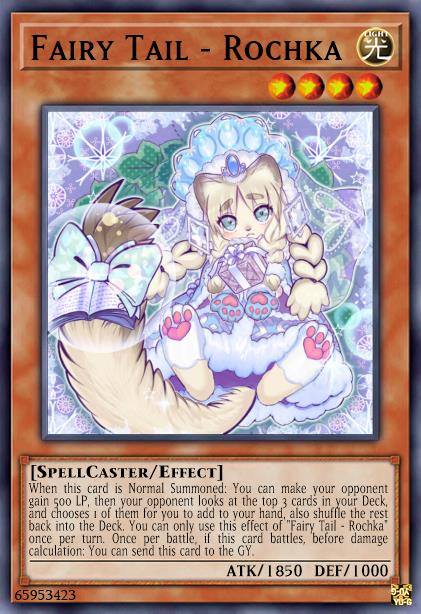 Fairy Tail - Rochka
LIGHT
光
[SpellCaster/Effect]
When this card is Normal Summoned: You can make your opponent
gain 500 LP, then your opponent looks at the top 3 cards in your Deck,
and chooses 1 of them for you to add to your hand, also shuffle the rest
back into the Deck. You can only use this effect of "Fairy Tail - Rochka"
once per turn. Once per battle, if this card battles, before damage
calculation: You can send this card to the GY.
ATK/1850 DEF/1000
65953423